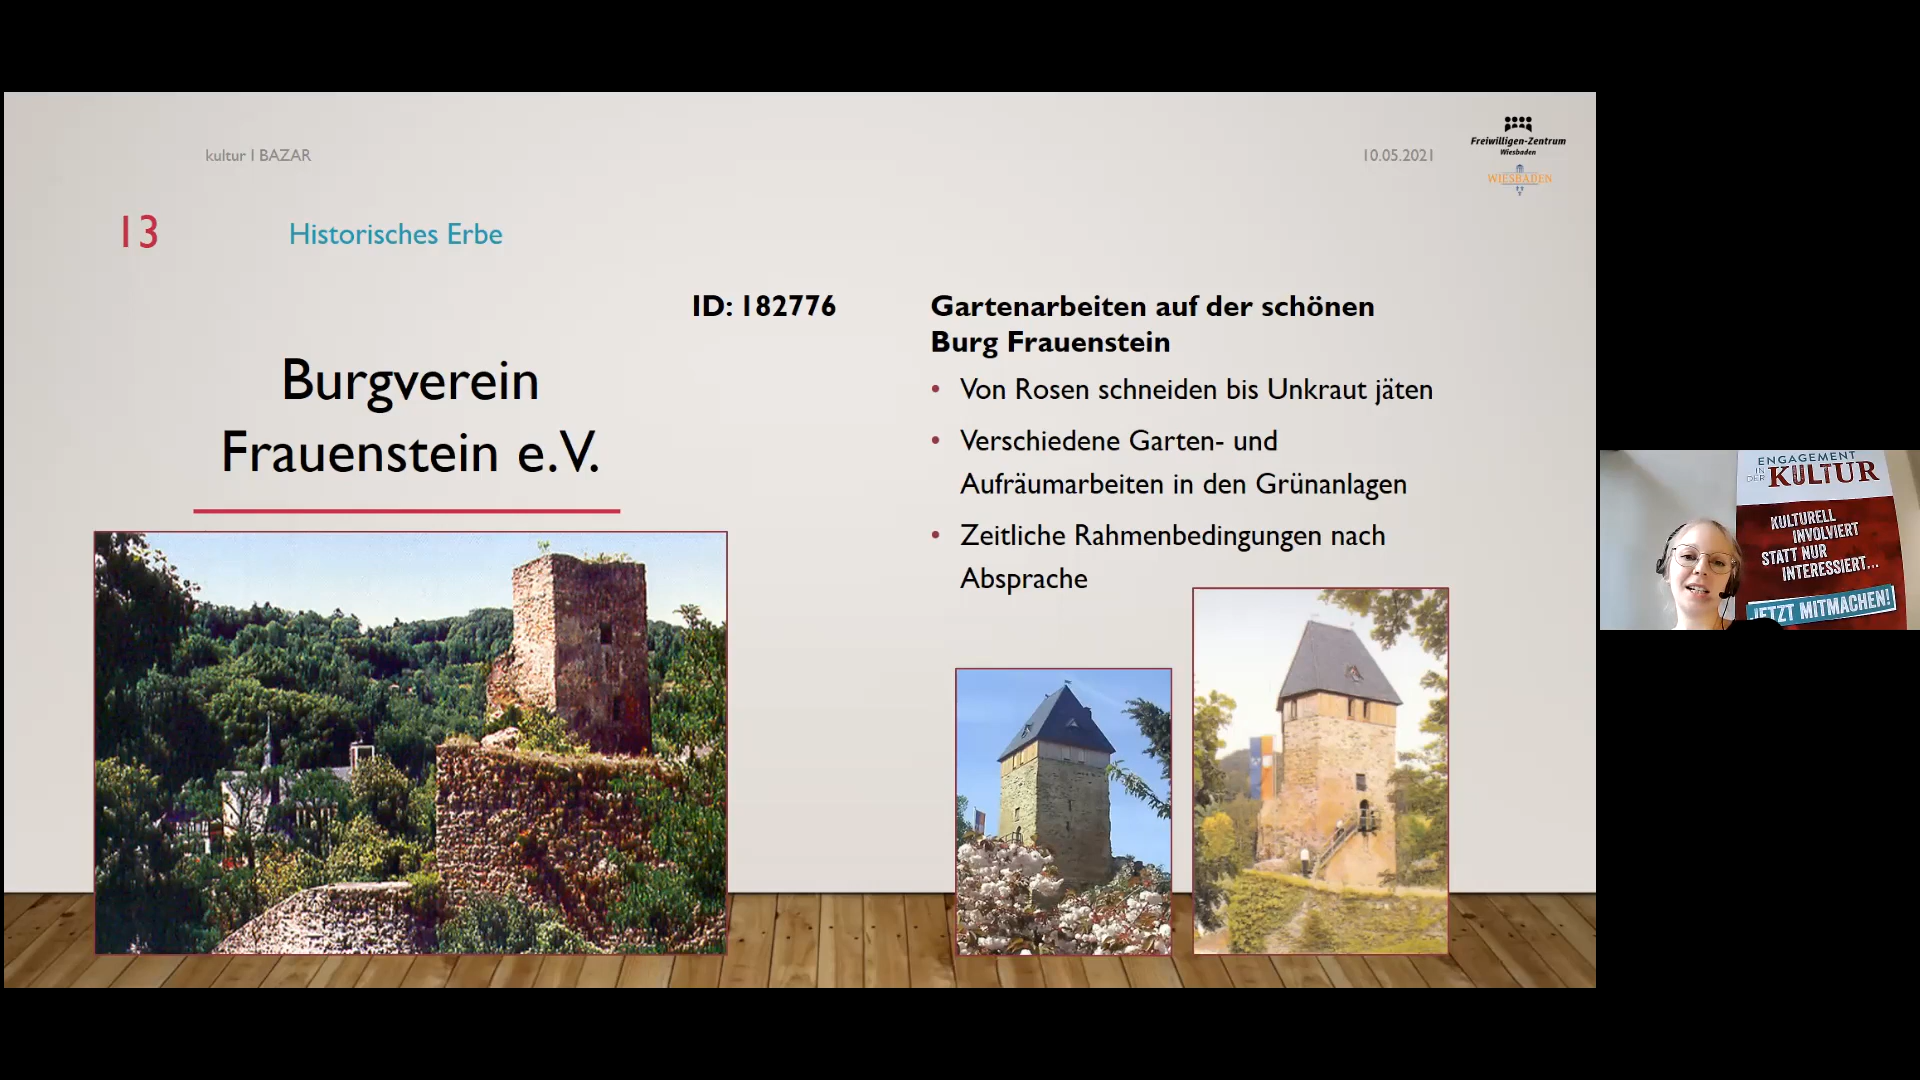 kultur I BAZAR
10.05.2021
Freiwilligen-Zentrum
Wiesbaden
WIESBADEN
13
Historisches Erbe
Burgverein
Frauenstein e.V.
ID: 182776
Gartenarbeiten auf der schönen
Burg Frauenstein
• Von Rosen schneiden bis Unkraut jäten
• Verschiedene Garten- und
Aufräumarbeiten in den Grünanlagen
• Zeitliche Rahmenbedingungen nach
Absprache
ENGAGEMENT
IN DER KULTUR
KULTURELL
INVOLVIERT
STATT NUR
INTERESSIERT...
JETZT MITMACHEN!